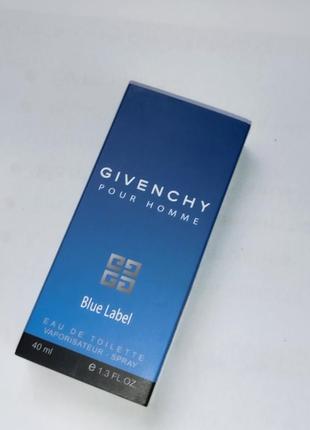 GIVENCHY
POUR HOMME
Blue Label
EAU DE TOILETTE
VAPORISATEUR - SPRAY
40 ml e 1.3 FL.OZ.